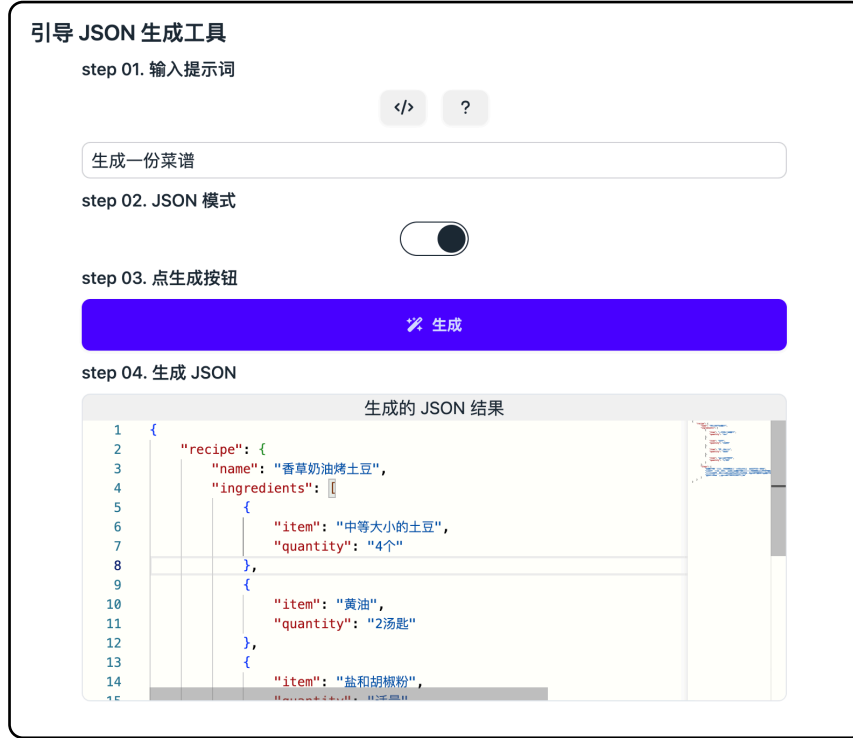 引导 JSON 生成工具
step 01. 输入提示词
</> ?
生成一份菜谱
step 02. JSON 模式
step 03. 点生成按钮
生成
step 04. 生成 JSON
生成的 JSON 结果
1 {
2 "recipe": {
3 "name": "香草奶油烤土豆",
4 "ingredients": [
5 {
6 "item": "中等大小的土豆",
7 "quantity": "4个"
8 },
9 {
10 "item": "黄油",
11 "quantity": "2汤匙"
12 },
13 {
14 "item": "盐和胡椒粉",
15 "quantity": "适量"